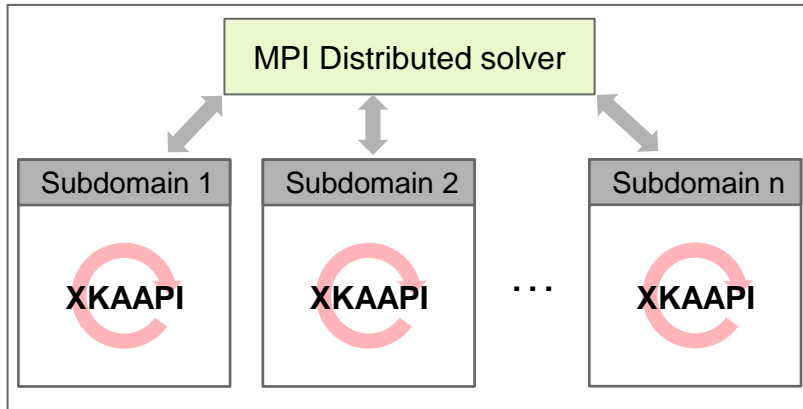 MPI Distributed solver
Subdomain 1 Subdomain 2 Subdomain n
XKAAPI XKAAPI ... XKAAPI